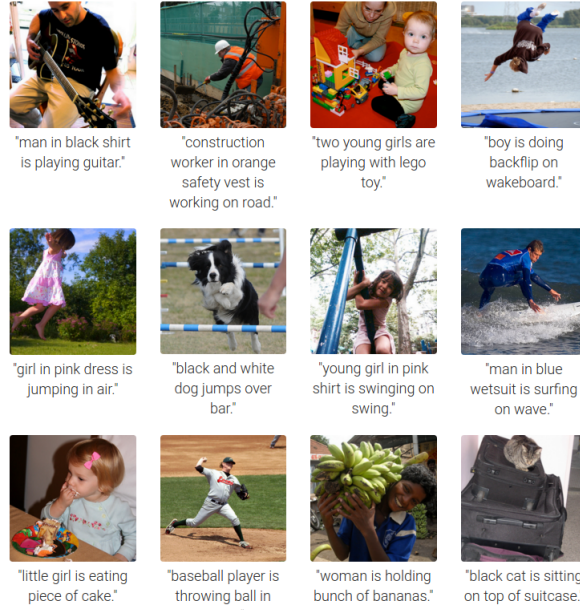 "man in black shirt
is playing guitar."
"construction
worker in orange
safety vest is
working on road."
"two young girls are
playing with lego
toy."
"boy is doing
backflip on
wakeboard."
"girl in pink dress is
jumping in air."
"black and white
dog jumps over
bar."
"young girl in pink
shirt is swinging on
swing."
"man in blue
wetsuit is surfing
on wave."
"little girl is eating
piece of cake."
"baseball player is
throwing ball in
"woman is holding
bunch of bananas."
"black cat is sitting
on top of suitcase.